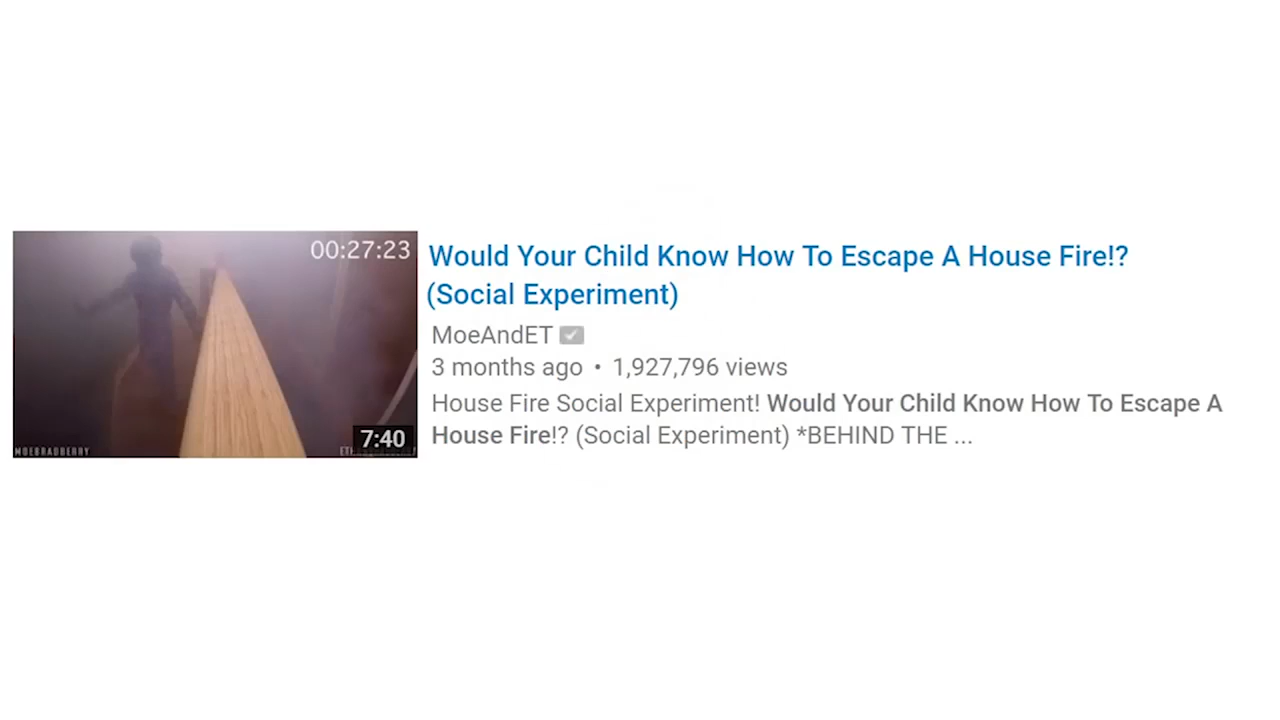 00:27:23
7:40
MOEBRADBERRY
Would Your Child Know How To Escape A House Fire!?
(Social Experiment)
MoeAndET
3 months ago • 1,927,796 views
House Fire Social Experiment! Would Your Child Know How To Escape A
House Fire!? (Social Experiment) *BEHIND THE ...